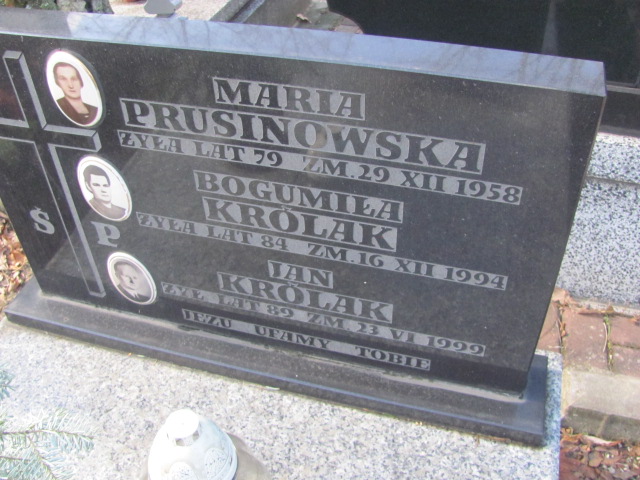 MARIA
PRUSINOWSKA
ŻYŁA LAT 79 ZM. 29 XII 1958
BOGUMIŁA
KRÓLAK
ŻYŁA LAT 84 ZM. 16 XII 1994
JAN
KRÓLAK
ŻYŁ LAT 89 ZM. 23 VI 1999
Ś P
JEZU UFAMY TOBIE